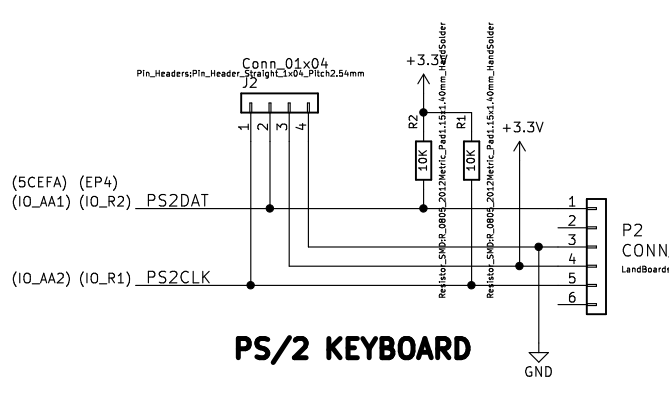 Conn_01x04
Pin_Headers:Pin_Header_Straight_1x04_Pitch2.54mm
J2
1
2
3
4
+3.3V
R2
10K
Resistor_SMD:R_0805_2012Metric_Pad1.15x1.40mm_HandSolder
R1
10K
Resistor_SMD:R_0805_2012Metric_Pad1.15x1.40mm_HandSolder
+3.3V
(5CEFA) (EP4)
(IO_AA1) (IO_R2) PS2DAT
(IO_AA2) (IO_R1) PS2CLK
1
2
3
4
5
6
P2
CONN
LandBoards
GND
PS/2 KEYBOARD